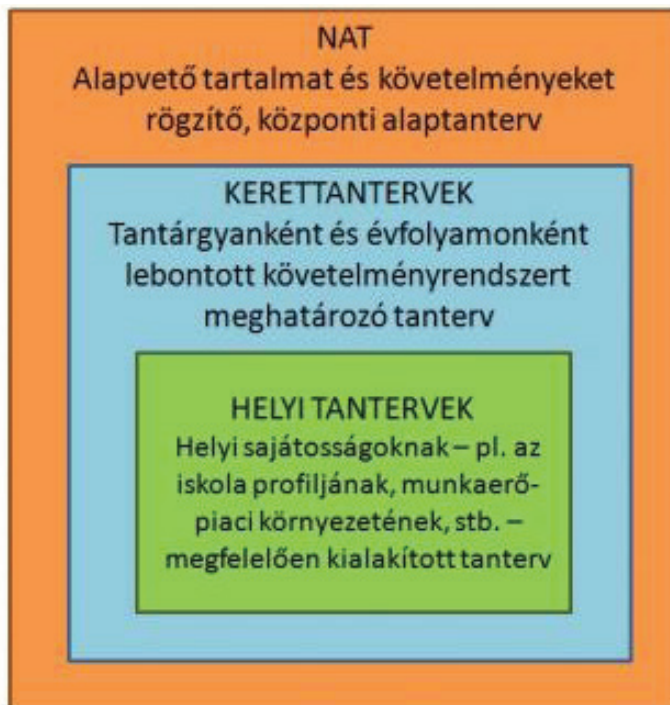 NAT
Alapvető tartalmat és követelményeket
rögzítő, központi alaptanterv
KERETTANTERVEK
Tantárgyanként és évfolyamonként
lebontott követelményrendszert
meghatározó tanterv
HELYI TANTERVEK
Helyi sajátosságoknak – pl. az
iskola profiljának, munkaerő-
piaci környezetének, stb. –
megfelelően kialakított tanterv